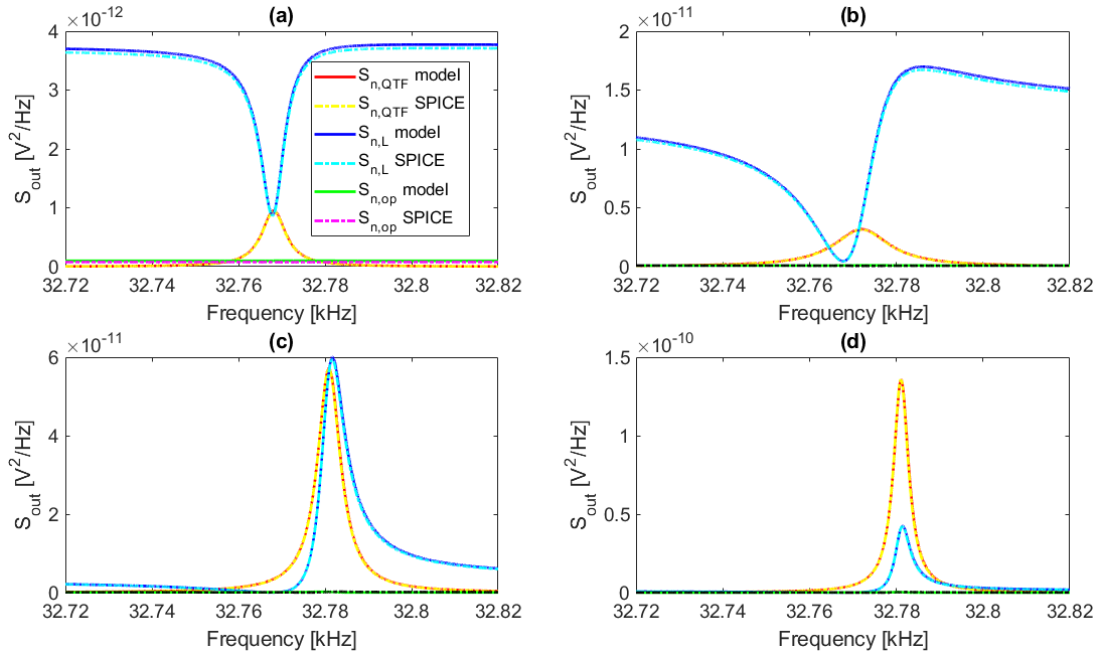 (a)
×10⁻¹²
4
3
2
1
0
S_out [V²/Hz]
32.72 32.74 32.76 32.78 32.8 32.82
Frequency [kHz]
S_n,QTF model
S_n,QTF SPICE
S_n,L model
S_n,L SPICE
S_n,op model
S_n,op SPICE
(b)
×10⁻¹¹
2
1.5
1
0.5
0
S_out [V²/Hz]
32.72 32.74 32.76 32.78 32.8 32.82
Frequency [kHz]
(c)
×10⁻¹¹
6
4
2
0
S_out [V²/Hz]
32.72 32.74 32.76 32.78 32.8 32.82
Frequency [kHz]
(d)
×10⁻¹⁰
1.5
1
0.5
0
S_out [V²/Hz]
32.72 32.74 32.76 32.78 32.8 32.82
Frequency [kHz]